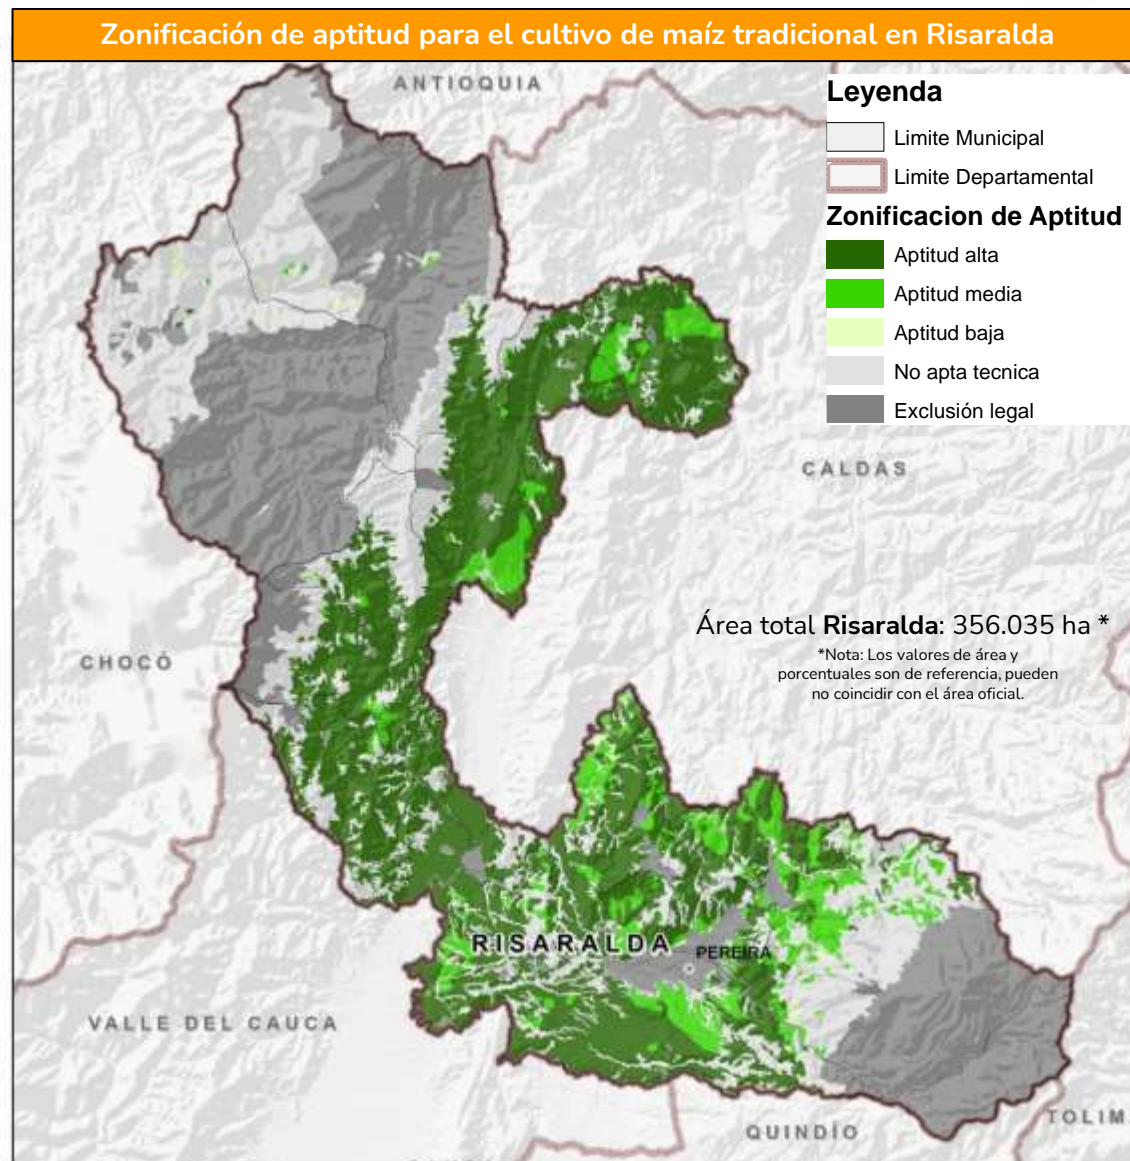 Zonificación de aptitud para el cultivo de maíz tradicional en Risaralda
ANTIOQUIA
Leyenda
Limite Municipal
Limite Departamental
Zonificacion de Aptitud
Aptitud alta
Aptitud media
Aptitud baja
No apta tecnica
Exclusión legal
CALDAS
Área total Risaralda: 356.035 ha *
*Nota: Los valores de área y
porcentuales son de referencia, pueden
no coincidir con el área oficial.
CHOCÓ
RISARALDA
PEREIRA
VALLE DEL CAUCA
QUINDÍO
TOLIM